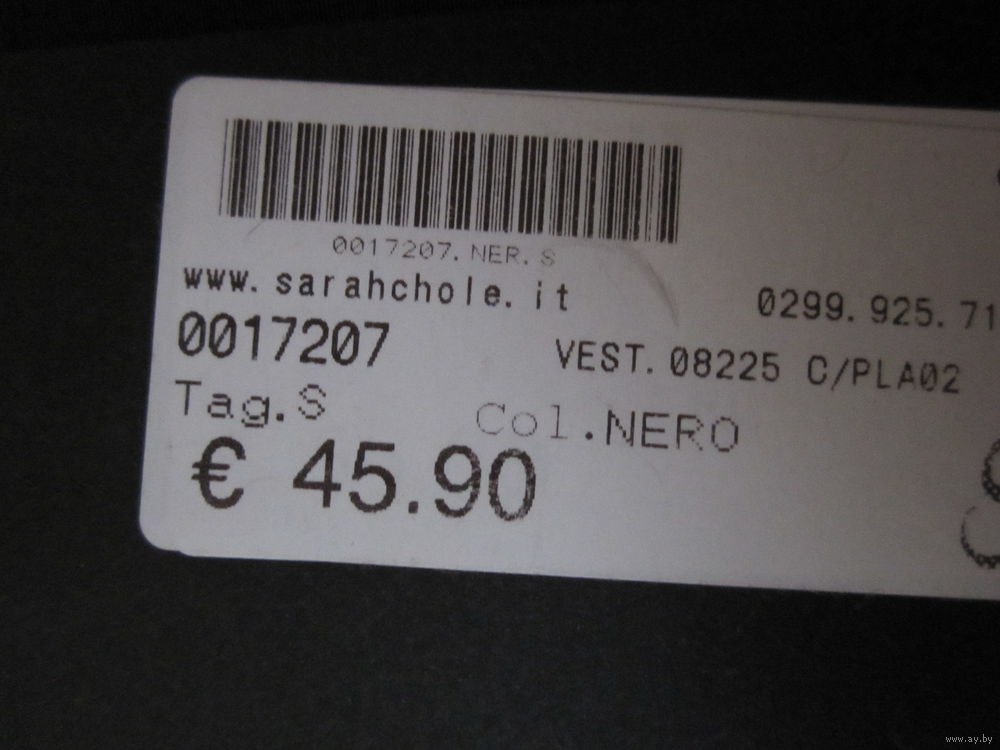 0017207.NER.S
www.sarahchole.it
0299.925.71
0017207
VEST.08225 C/PLA02
Tag.S
Col.NERO
€ 45.90
www.ay.by